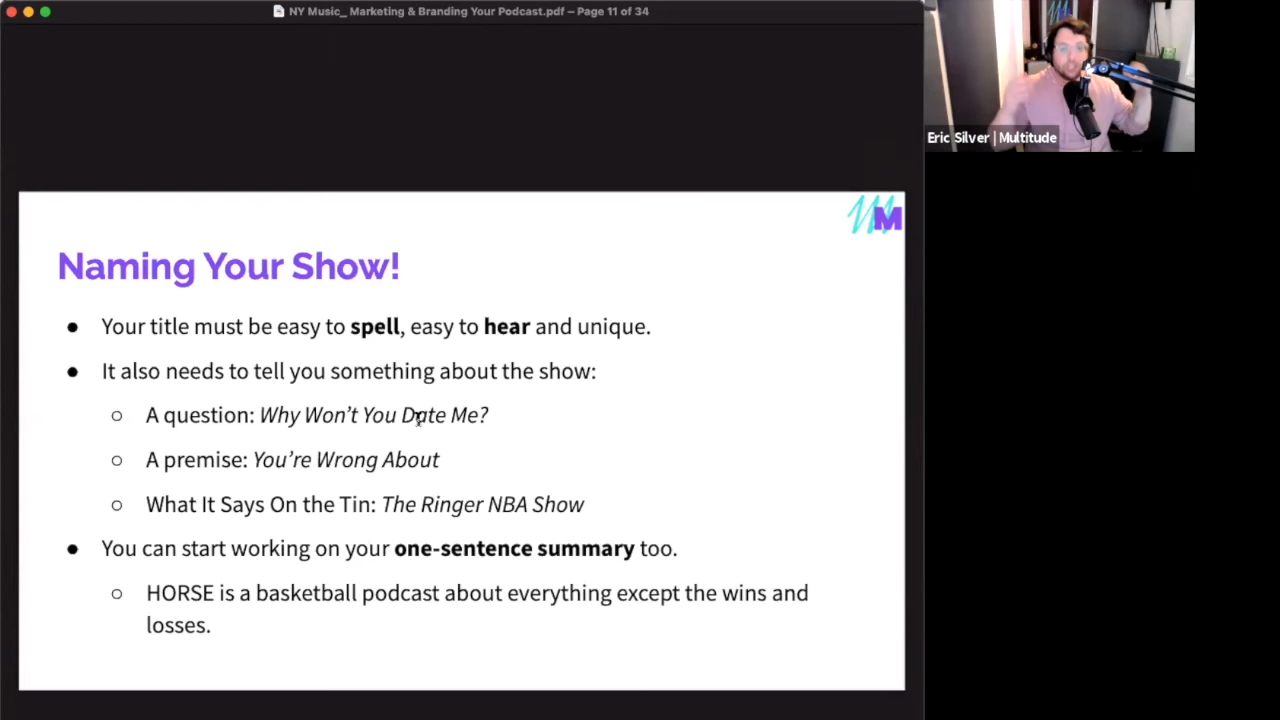 NY Music_ Marketing & Branding Your Podcast.pdf – Page 11 of 34
Eric Silver | Multitude
M
Naming Your Show!
● Your title must be easy to spell, easy to hear and unique.
● It also needs to tell you something about the show:
○ A question: Why Won't You Date Me?
○ A premise: You're Wrong About
○ What It Says On the Tin: The Ringer NBA Show
● You can start working on your one-sentence summary too.
○ HORSE is a basketball podcast about everything except the wins and
losses.